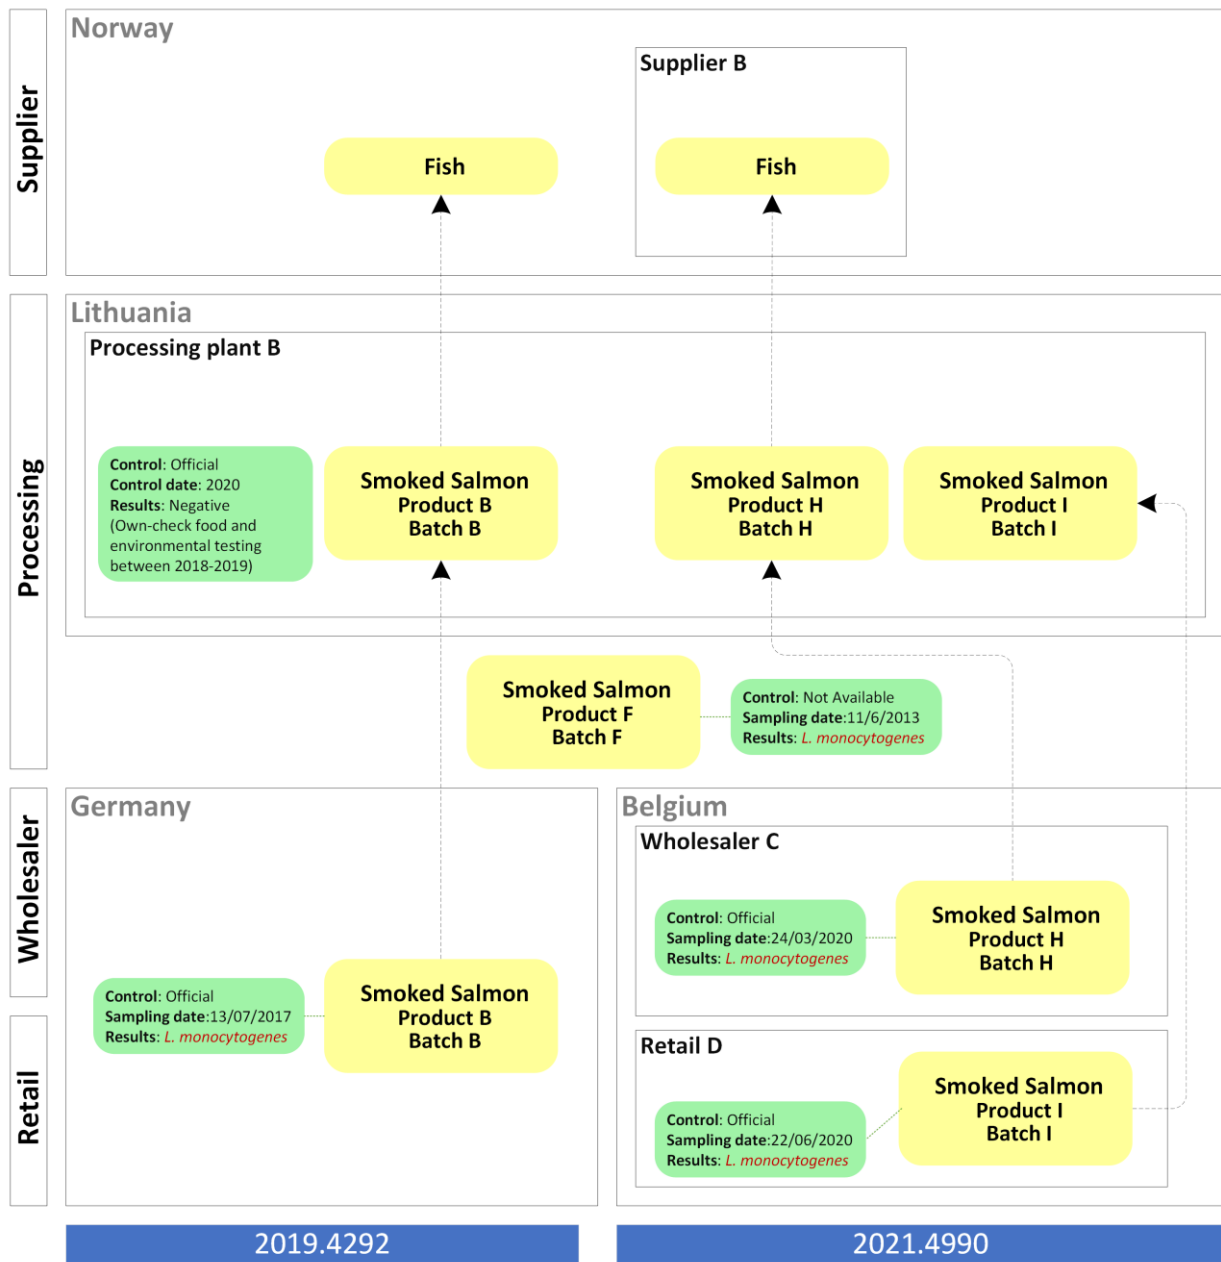 Supplier
Norway
Supplier B
Fish
Fish
Processing
Lithuania
Processing plant B
Control: Official
Control date: 2020
Results: Negative
(Own-check food and
environmental testing
between 2018-2019)
Smoked Salmon
Product B
Batch B
Smoked Salmon
Product H
Batch H
Smoked Salmon
Product I
Batch I
Smoked Salmon
Product F
Batch F
Control: Not Available
Sampling date:11/6/2013
Results: L. monocytogenes
Wholesaler
Retail
Germany
Control: Official
Sampling date:13/07/2017
Results: L. monocytogenes
Smoked Salmon
Product B
Batch B
Belgium
Wholesaler C
Control: Official
Sampling date:24/03/2020
Results: L. monocytogenes
Smoked Salmon
Product H
Batch H
Retail D
Control: Official
Sampling date:22/06/2020
Results: L. monocytogenes
Smoked Salmon
Product I
Batch I
2019.4292
2021.4990